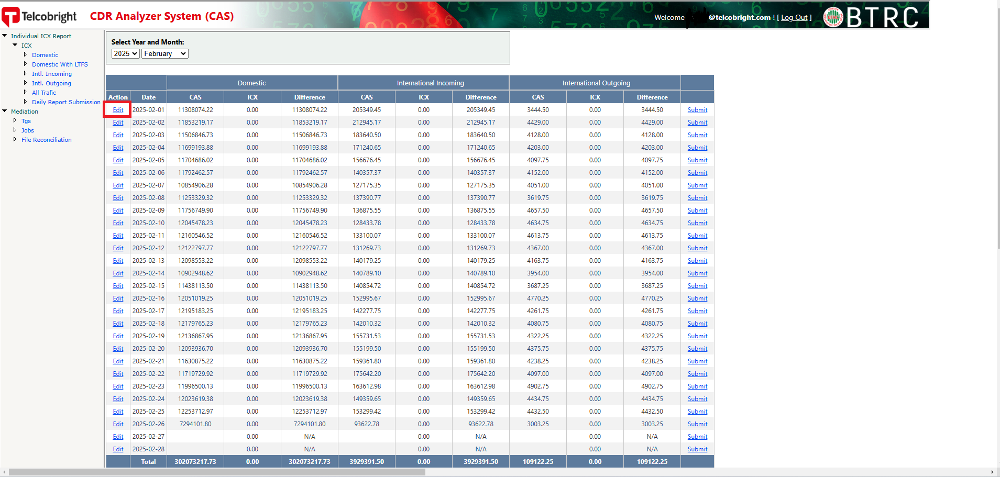 Telcobright
CDR Analyzer System (CAS)
Welcome @telcobright.com ! [ Log Out ]
BTRC
Individual ICX Report
ICX
Domestic
Domestic With LTFS
Intl. Incoming
Intl. Outgoing
All Trafic
Daily Report Submission
Mediation
Tgs
Jobs
File Reconciliation
Select Year and Month:
2025 February
Domestic International Incoming International Outgoing
Action Date CAS ICX Difference CAS ICX Difference CAS ICX Difference
Edit 2025-02-01 11308074.22 0.00 11308074.22 205349.45 0.00 205349.45 3444.50 0.00 3444.50 Submit
Edit 2025-02-02 11853219.17 0.00 11853219.17 212945.17 0.00 212945.17 4429.00 0.00 4429.00 Submit
Edit 2025-02-03 11506846.73 0.00 11506846.73 183640.50 0.00 183640.50 4128.00 0.00 4128.00 Submit
Edit 2025-02-04 11699193.88 0.00 11699193.88 171240.65 0.00 171240.65 4203.00 0.00 4203.00 Submit
Edit 2025-02-05 11704686.02 0.00 11704686.02 156676.45 0.00 156676.45 4097.75 0.00 4097.75 Submit
Edit 2025-02-06 11792462.57 0.00 11792462.57 140357.37 0.00 140357.37 4152.00 0.00 4152.00 Submit
Edit 2025-02-07 10854906.28 0.00 10854906.28 127175.35 0.00 127175.35 4051.00 0.00 4051.00 Submit
Edit 2025-02-08 11253329.32 0.00 11253329.32 137390.77 0.00 137390.77 3619.75 0.00 3619.75 Submit
Edit 2025-02-09 11756749.90 0.00 11756749.90 136875.55 0.00 136875.55 4657.50 0.00 4657.50 Submit
Edit 2025-02-10 12045478.23 0.00 12045478.23 128433.78 0.00 128433.78 4634.75 0.00 4634.75 Submit
Edit 2025-02-11 12160546.52 0.00 12160546.52 133100.07 0.00 133100.07 4613.75 0.00 4613.75 Submit
Edit 2025-02-12 12122797.77 0.00 12122797.77 131269.73 0.00 131269.73 4367.00 0.00 4367.00 Submit
Edit 2025-02-13 12098553.22 0.00 12098553.22 140179.25 0.00 140179.25 4163.75 0.00 4163.75 Submit
Edit 2025-02-14 10902948.62 0.00 10902948.62 140789.10 0.00 140789.10 3954.00 0.00 3954.00 Submit
Edit 2025-02-15 11438113.50 0.00 11438113.50 140854.72 0.00 140854.72 3687.25 0.00 3687.25 Submit
Edit 2025-02-16 12051019.25 0.00 12051019.25 152995.67 0.00 152995.67 4770.25 0.00 4770.25 Submit
Edit 2025-02-17 12195183.25 0.00 12195183.25 142277.75 0.00 142277.75 4261.75 0.00 4261.75 Submit
Edit 2025-02-18 12179765.23 0.00 12179765.23 142010.32 0.00 142010.32 4080.75 0.00 4080.75 Submit
Edit 2025-02-19 12136867.95 0.00 12136867.95 155731.53 0.00 155731.53 4322.25 0.00 4322.25 Submit
Edit 2025-02-20 12093936.70 0.00 12093936.70 155199.50 0.00 155199.50 4375.75 0.00 4375.75 Submit
Edit 2025-02-21 11630875.22 0.00 11630875.22 159361.80 0.00 159361.80 4238.25 0.00 4238.25 Submit
Edit 2025-02-22 11719729.92 0.00 11719729.92 175642.20 0.00 175642.20 4097.00 0.00 4097.00 Submit
Edit 2025-02-23 11996500.13 0.00 11996500.13 163612.98 0.00 163612.98 4902.75 0.00 4902.75 Submit
Edit 2025-02-24 12023619.38 0.00 12023619.38 149359.65 0.00 149359.65 4434.75 0.00 4434.75 Submit
Edit 2025-02-25 12253712.97 0.00 12253712.97 153299.42 0.00 153299.42 4432.50 0.00 4432.50 Submit
Edit 2025-02-26 7294101.80 0.00 7294101.80 93622.78 0.00 93622.78 3003.25 0.00 3003.25 Submit
Edit 2025-02-27 0.00 N/A 0.00 N/A 0.00 N/A Submit
Edit 2025-02-28 0.00 N/A 0.00 N/A 0.00 N/A Submit
Total 302073217.73 0.00 302073217.73 3929391.50 0.00 3929391.50 109122.25 0.00 109122.25